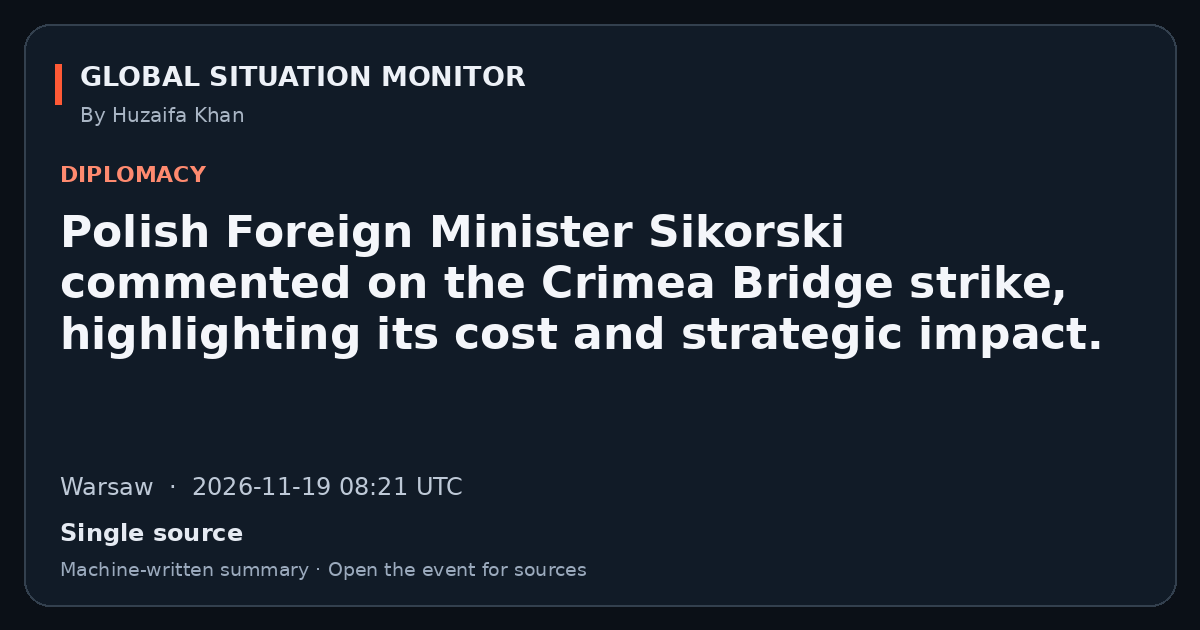 GLOBAL SITUATION MONITOR
By Huzaifa Khan
DIPLOMACY
Polish Foreign Minister Sikorski
commented on the Crimea Bridge strike,
highlighting its cost and strategic impact.
Warsaw · 2026-11-19 08:21 UTC
Single source
Machine-written summary · Open the event for sources